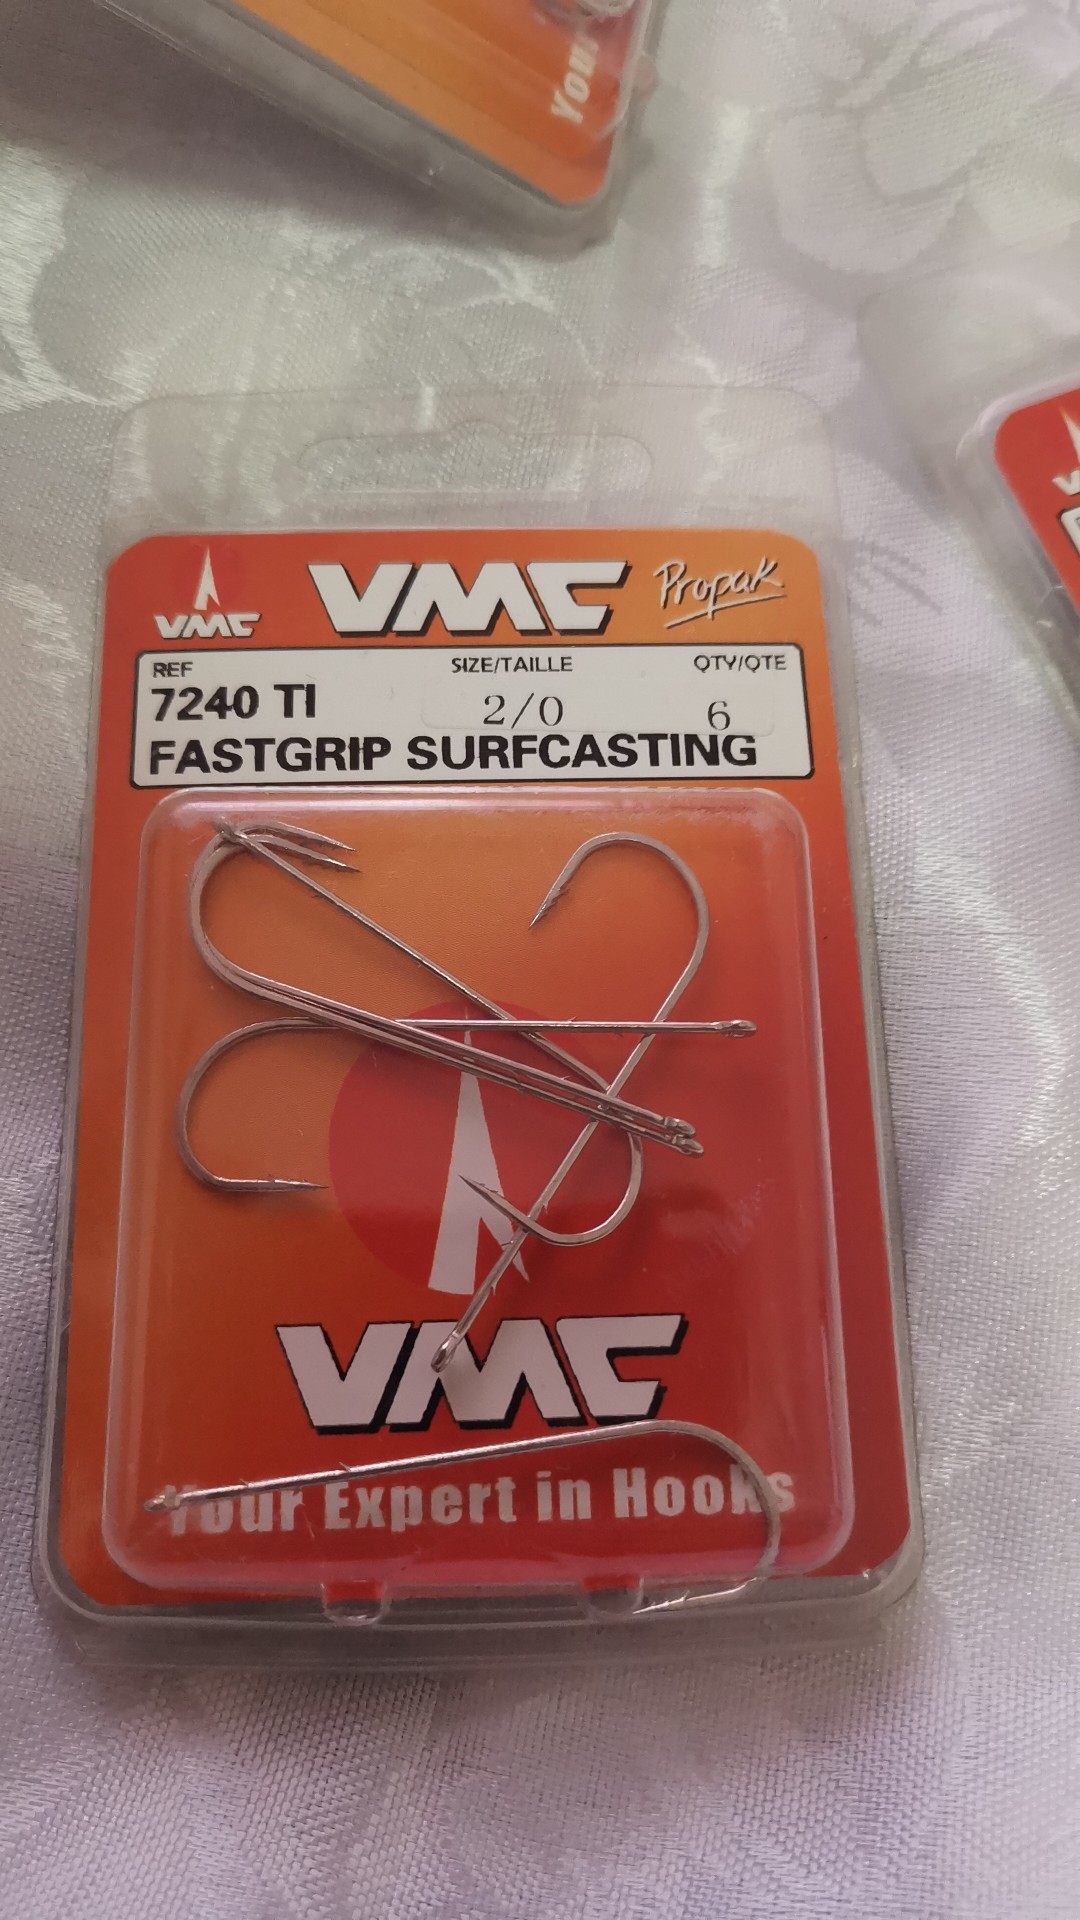 Your
VMC
VMC Propak
REF SIZE/TAILLE QTY/QTE
7240 TI 2/0 6
FASTGRIP SURFCASTING
VMC
Your Expert in Hooks